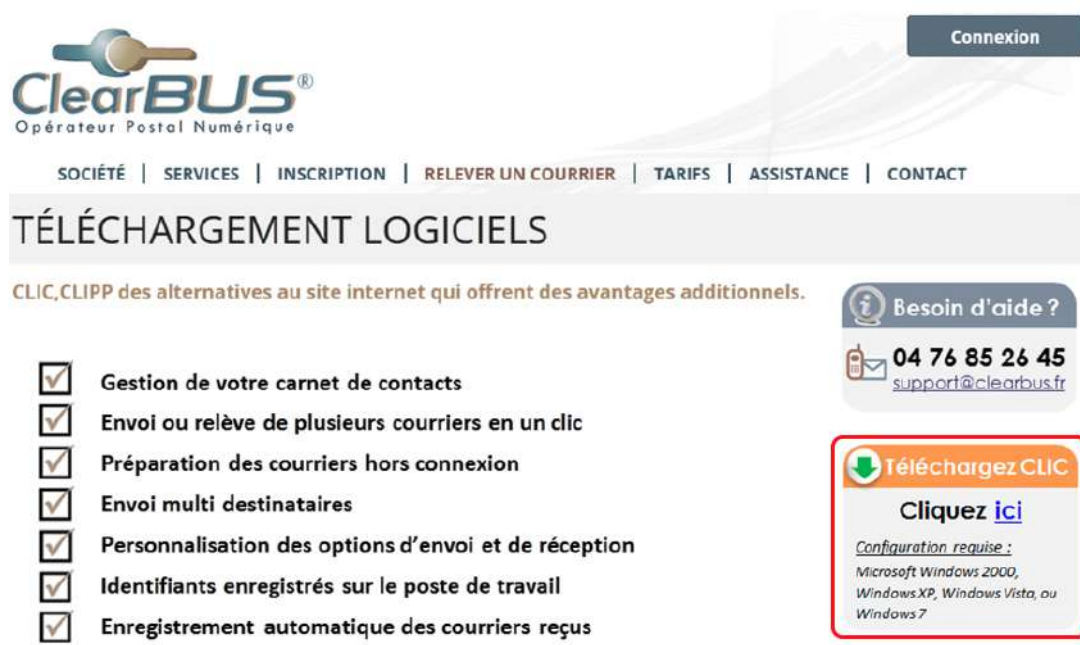 Connexion
ClearBUS®
Opérateur Postal Numérique
SOCIÉTÉ | SERVICES | INSCRIPTION | RELEVER UN COURRIER | TARIFS | ASSISTANCE | CONTACT
TÉLÉCHARGEMENT LOGICIELS
CLIC,CLIPP des alternatives au site internet qui offrent des avantages additionnels.
Gestion de votre carnet de contacts
Envoi ou relève de plusieurs courriers en un clic
Préparation des courriers hors connexion
Envoi multi destinataires
Personnalisation des options d'envoi et de réception
Identifiants enregistrés sur le poste de travail
Enregistrement automatique des courriers reçus
Besoin d'aide ?
04 76 85 26 45
support@clearbus.fr
Téléchargez CLIC
Cliquez ici
Configuration requise :
Microsoft Windows 2000,
Windows XP, Windows Vista, ou
Windows 7